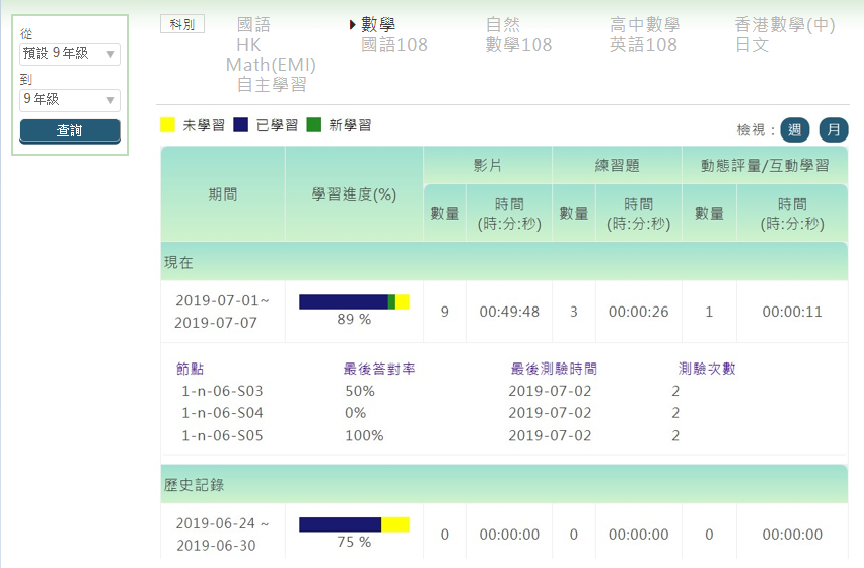 從
預設 9 年級
到
9 年級
查詢
科別
國語
數學
自然
高中數學
香港數學(中)
HK
Math(EMI)
國語108
數學108
英語108
日文
自主學習
未學習 已學習 新學習
檢視：週 月
期間 學習進度(%) 影片 練習題 動態評量/互動學習
數量 時間 (時:分:秒) 數量 時間 (時:分:秒) 數量 時間 (時:分:秒)
現在
2019-07-01~
2019-07-07
89 %
9 00:49:48 3 00:00:26 1 00:00:11
節點 最後答對率 最後測驗時間 測驗次數
1-n-06-S03 50% 2019-07-02 2
1-n-06-S04 0% 2019-07-02 2
1-n-06-S05 100% 2019-07-02 2
歷史記錄
2019-06-24 ~
2019-06-30
75 %
0 00:00:00 0 00:00:00 0 00:00:00